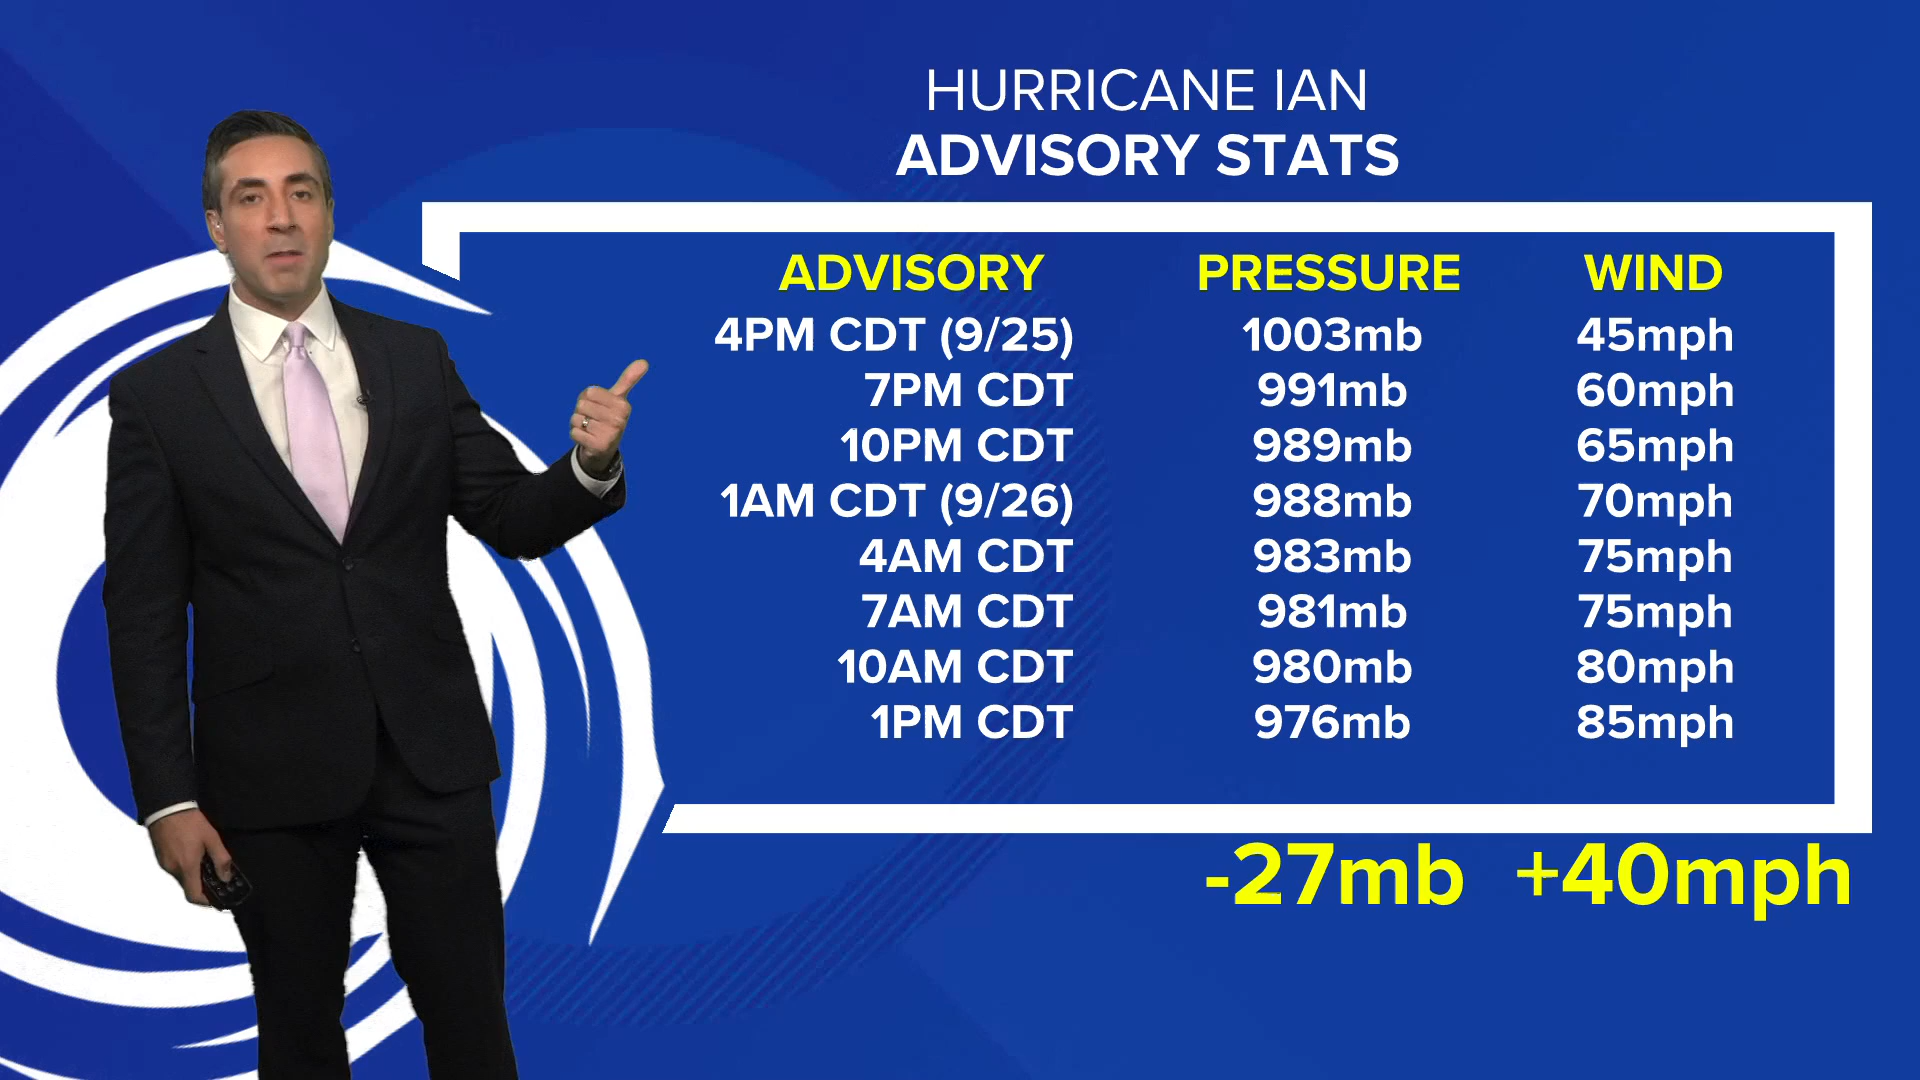 HURRICANE IAN
ADVISORY STATS
ADVISORY PRESSURE WIND
4PM CDT (9/25) 1003mb 45mph
7PM CDT 991mb 60mph
10PM CDT 989mb 65mph
1AM CDT (9/26) 988mb 70mph
4AM CDT 983mb 75mph
7AM CDT 981mb 75mph
10AM CDT 980mb 80mph
1PM CDT 976mb 85mph
-27mb +40mph